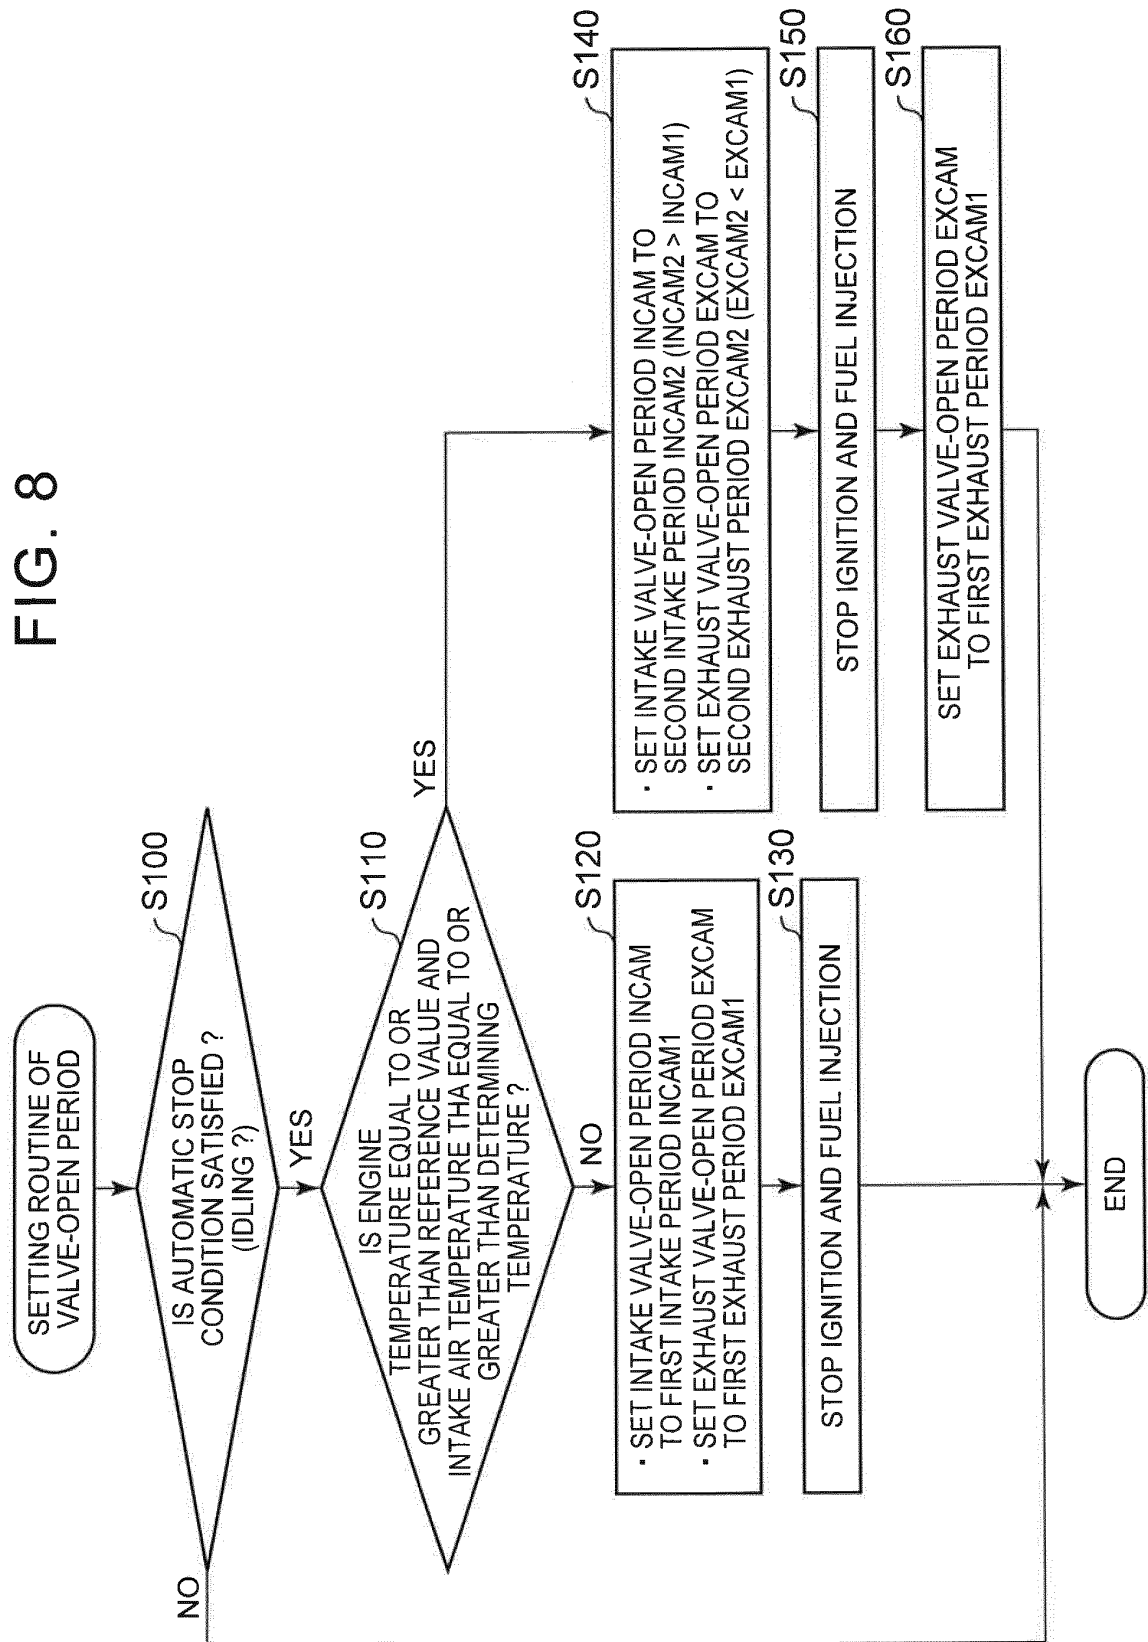 FIG. 8
SETTING ROUTINE OF
VALVE-OPEN PERIOD
S100
IS AUTOMATIC STOP
CONDITION SATISFIED ?
(IDLING ?)
NO
YES
S110
IS ENGINE
TEMPERATURE EQUAL TO OR
GREATER THAN REFERENCE VALUE AND
INTAKE AIR TEMPERATURE THA EQUAL TO OR
GREATER THAN DETERMINING
TEMPERATURE ?
YES
NO
S120
· SET INTAKE VALVE-OPEN PERIOD INCAM
TO FIRST INTAKE PERIOD INCAM1
· SET EXHAUST VALVE-OPEN PERIOD EXCAM
TO FIRST EXHAUST PERIOD EXCAM1
S130
STOP IGNITION AND FUEL INJECTION
S140
· SET INTAKE VALVE-OPEN PERIOD INCAM TO
SECOND INTAKE PERIOD INCAM2 (INCAM2 > INCAM1)
· SET EXHAUST VALVE-OPEN PERIOD EXCAM TO
SECOND EXHAUST PERIOD EXCAM2 (EXCAM2 < EXCAM1)
S150
STOP IGNITION AND FUEL INJECTION
S160
SET EXHAUST VALVE-OPEN PERIOD EXCAM
TO FIRST EXHAUST PERIOD EXCAM1
END